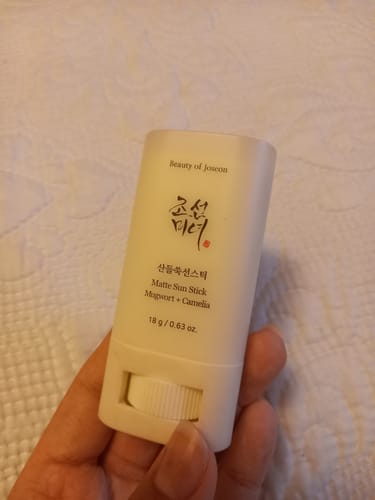 Beauty of Joseon
조선
미녀
산들쑥선스틱
Matte Sun Stick
Mugwort + Camelia
18 g / 0.63 oz.